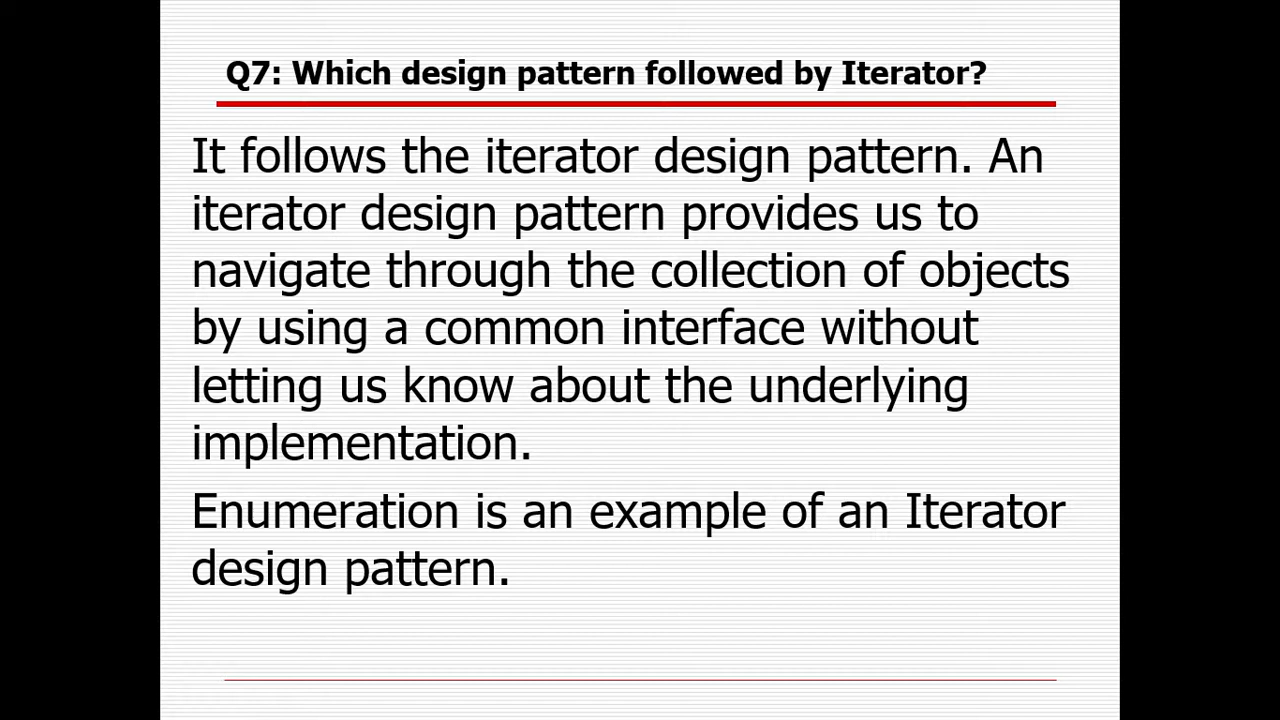 Q7: Which design pattern followed by Iterator?
It follows the iterator design pattern. An
iterator design pattern provides us to
navigate through the collection of objects
by using a common interface without
letting us know about the underlying
implementation.
Enumeration is an example of an Iterator
design pattern.